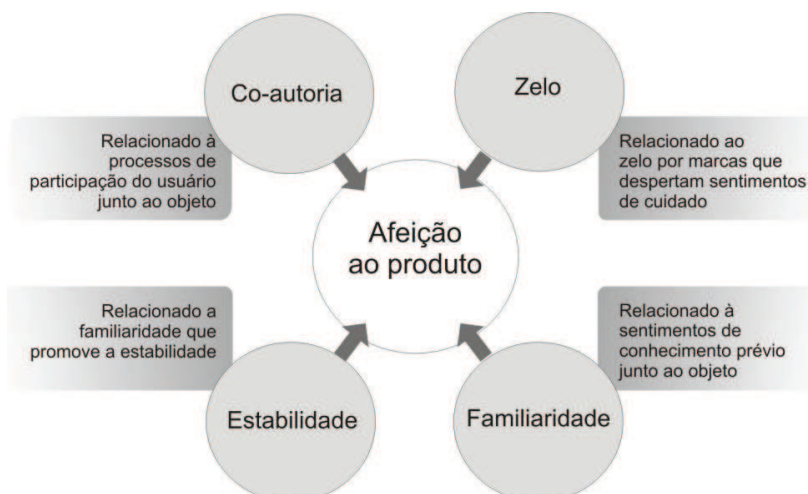 Co-autoria
Zelo
Relacionado à
processos de
participação do usuário
junto ao objeto
Relacionado ao
zelo por marcas que
despertam sentimentos
de cuidado
Afeição
ao produto
Relacionado a
familiaridade que
promove a estabilidade
Relacionado à
sentimentos de
conhecimento prévio
junto ao objeto
Estabilidade
Familiaridade